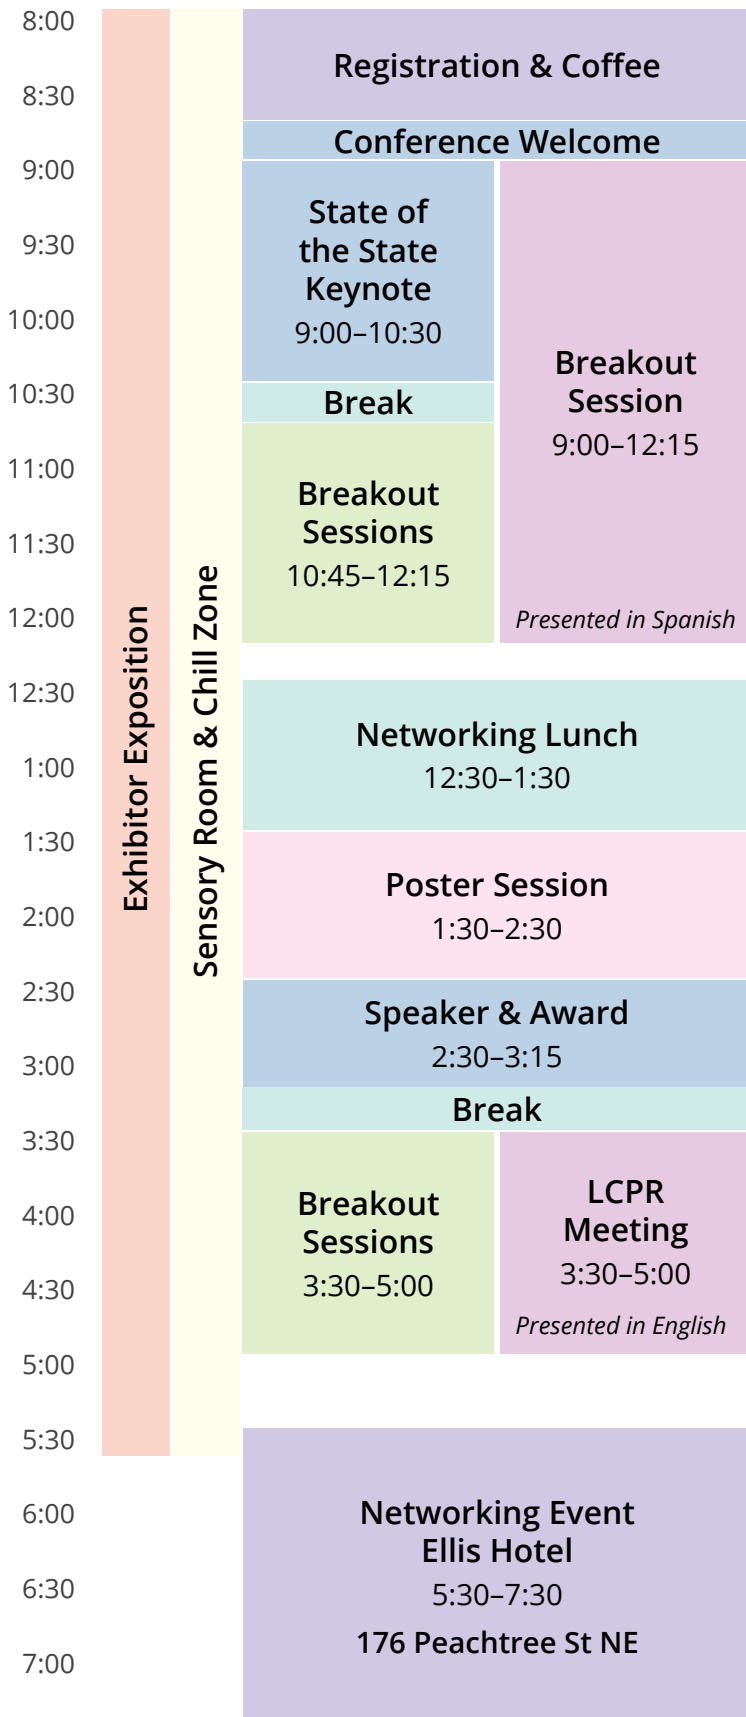 8:00
8:30
9:00
9:30
10:00
10:30
11:00
11:30
12:00
12:30
1:00
1:30
2:00
2:30
3:00
3:30
4:00
4:30
5:00
5:30
6:00
6:30
7:00
Exhibitor Exposition
Sensory Room & Chill Zone
Registration & Coffee
Conference Welcome
State of
the State
Keynote
9:00–10:30
Break
Breakout
Sessions
10:45–12:15
Breakout
Session
9:00–12:15
Presented in Spanish
Networking Lunch
12:30–1:30
Poster Session
1:30–2:30
Speaker & Award
2:30–3:15
Break
Breakout
Sessions
3:30–5:00
LCPR
Meeting
3:30–5:00
Presented in English
Networking Event
Ellis Hotel
5:30–7:30
176 Peachtree St NE